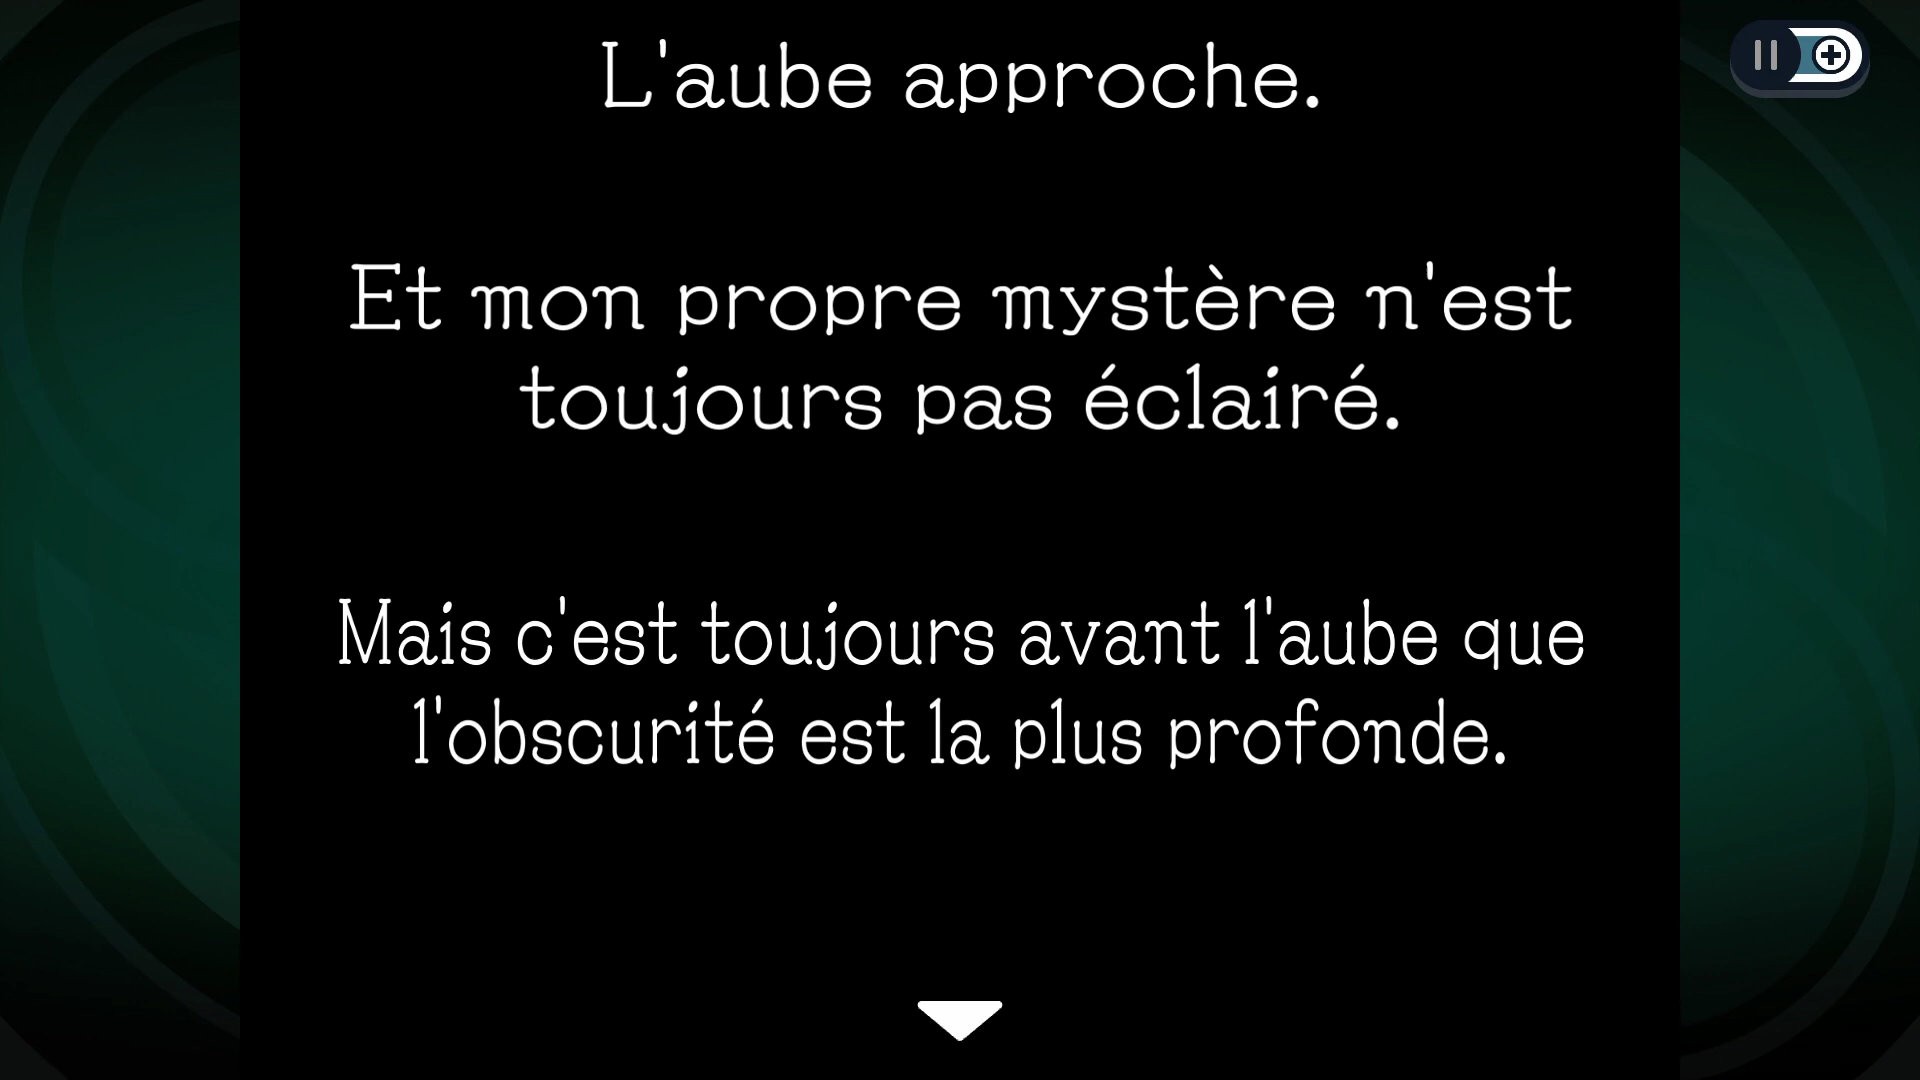 L'aube approche.
Et mon propre mystère n'est
toujours pas éclairé.
Mais c'est toujours avant l'aube que
l'obscurité est la plus profonde.